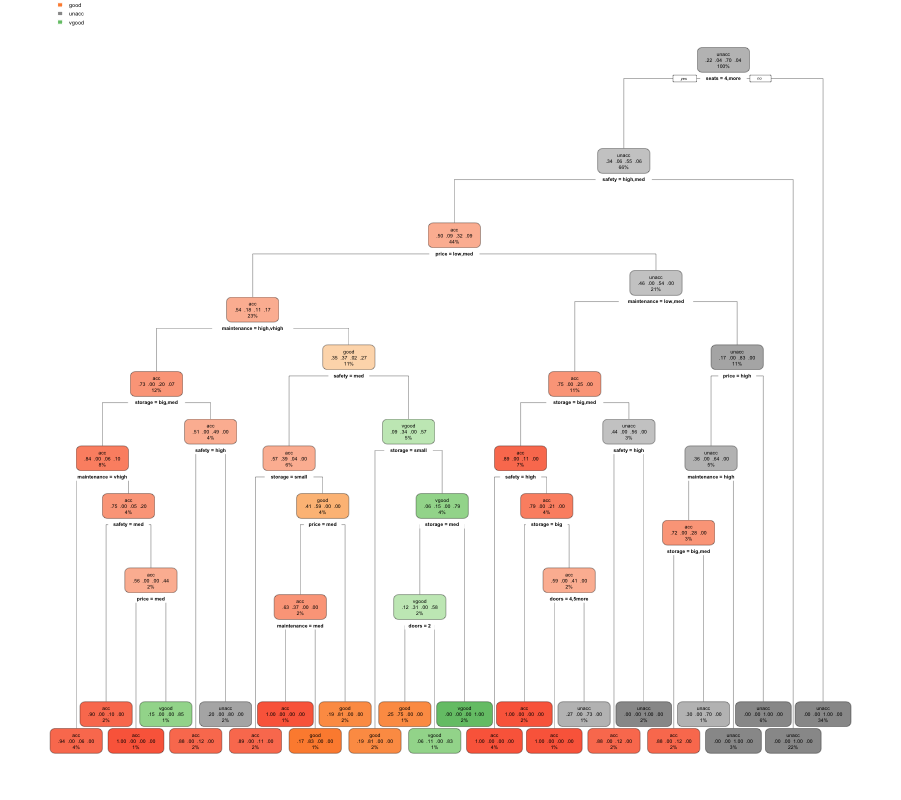 good
unacc
vgood
unacc
.22 .04 .70 .04
100%
yes
seats = 4,more
no
unacc
.34 .06 .55 .06
66%
safety = high,med
acc
.50 .09 .32 .09
44%
price = low,med
unacc
.46 .00 .54 .00
21%
maintenance = low,med
acc
.54 .18 .11 .17
23%
maintenance = high,vhigh
good
.35 .37 .02 .27
11%
safety = med
unacc
.17 .00 .83 .00
11%
price = high
acc
.73 .00 .20 .07
12%
storage = big,med
acc
.75 .00 .25 .00
11%
storage = big,med
acc
.51 .00 .49 .00
4%
safety = high
vgood
.09 .34 .00 .57
5%
storage = small
unacc
.44 .00 .56 .00
3%
safety = high
acc
.84 .00 .06 .10
8%
maintenance = vhigh
acc
.57 .39 .04 .00
6%
storage = small
acc
.89 .00 .11 .00
7%
safety = high
unacc
.36 .00 .64 .00
5%
maintenance = high
acc
.75 .00 .05 .20
4%
safety = med
good
.41 .59 .00 .00
4%
price = med
vgood
.06 .15 .00 .79
4%
storage = med
acc
.79 .00 .21 .00
4%
storage = big
acc
.72 .00 .28 .00
3%
storage = big,med
acc
.56 .00 .00 .44
2%
price = med
acc
.59 .00 .41 .00
2%
doors = 4,5more
acc
.63 .37 .00 .00
2%
maintenance = med
vgood
.12 .31 .00 .58
2%
doors = 2
acc
.90 .00 .10 .00
2%
vgood
.15 .00 .00 .85
1%
unacc
.20 .00 .80 .00
2%
acc
1.00 .00 .00 .00
1%
good
.19 .81 .00 .00
2%
good
.25 .75 .00 .00
1%
vgood
.00 .00 .00 1.00
2%
acc
1.00 .00 .00 .00
2%
unacc
.27 .00 .73 .00
1%
unacc
.00 .00 1.00 .00
2%
unacc
.30 .00 .70 .00
1%
unacc
.00 .00 1.00 .00
6%
unacc
.00 .00 1.00 .00
34%
acc
.94 .00 .06 .00
4%
acc
1.00 .00 .00 .00
1%
acc
.88 .00 .12 .00
2%
acc
.89 .00 .11 .00
2%
good
.17 .83 .00 .00
1%
good
.19 .81 .00 .00
2%
vgood
.06 .11 .00 .83
1%
acc
1.00 .00 .00 .00
4%
acc
1.00 .00 .00 .00
1%
acc
.88 .00 .12 .00
2%
acc
.88 .00 .12 .00
2%
unacc
.00 .00 1.00 .00
3%
unacc
.00 .00 1.00 .00
22%